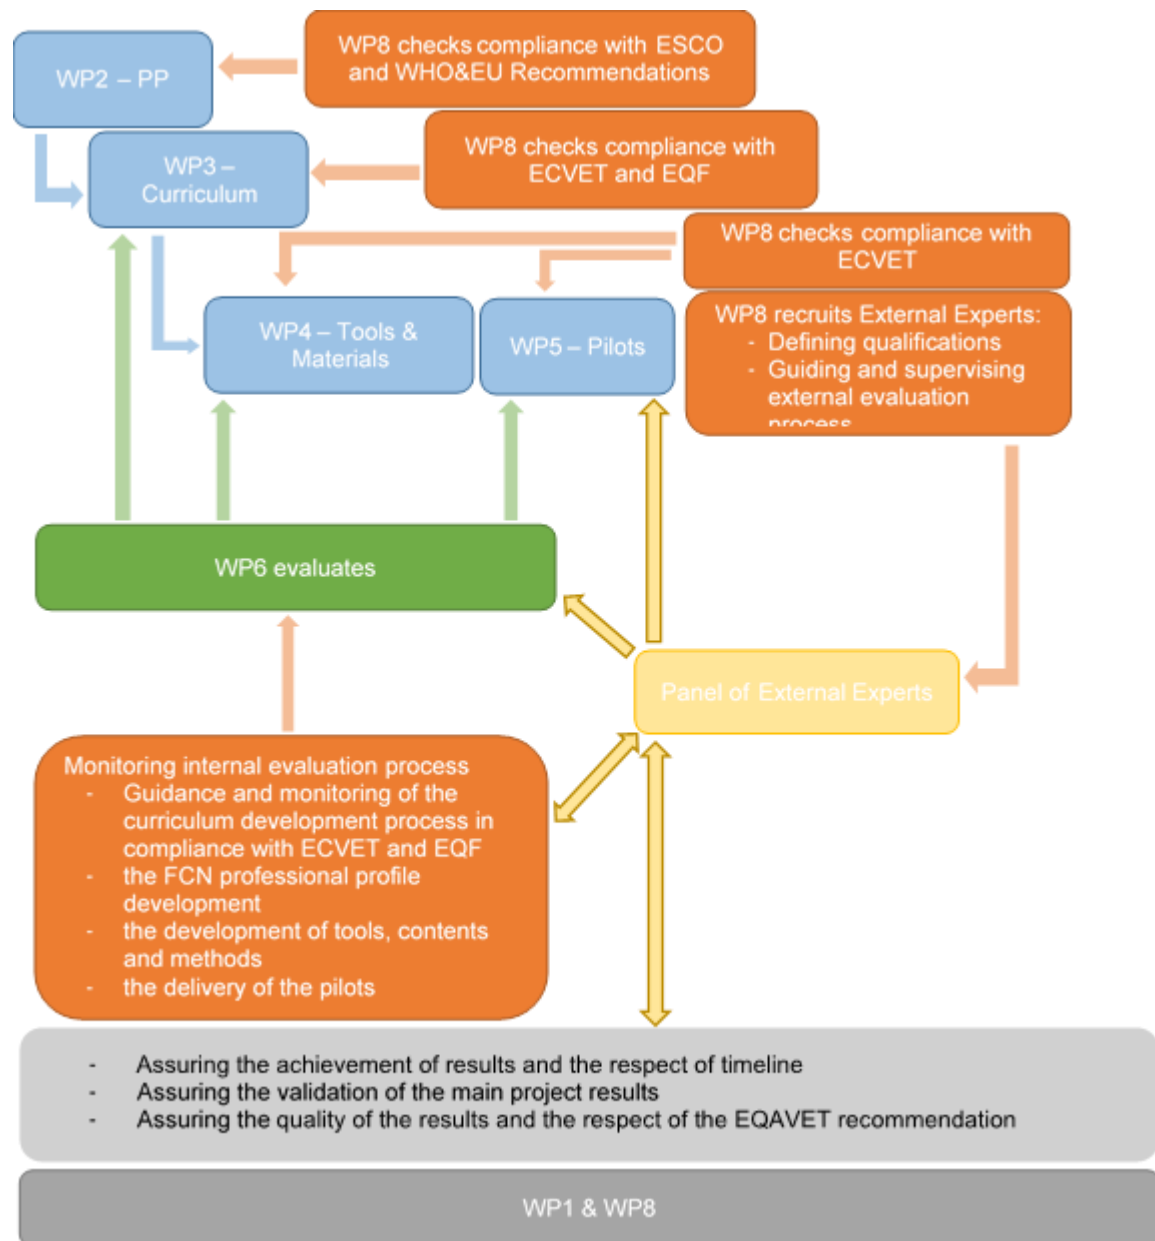 WP2 – PP
WP8 checks compliance with ESCO
and WHO&EU Recommendations
WP3 –
Curriculum
WP8 checks compliance with
ECVET and EQF
WP8 checks compliance with
ECVET
WP4 – Tools &
Materials
WP5 – Pilots
WP8 recruits External Experts:
- Defining qualifications
- Guiding and supervising
external evaluation
process
WP6 evaluates
Panel of External Experts
Monitoring internal evaluation process
- Guidance and monitoring of the
curriculum development process in
compliance with ECVET and EQF
- the FCN professional profile
development
- the development of tools, contents
and methods
- the delivery of the pilots
- Assuring the achievement of results and the respect of timeline
- Assuring the validation of the main project results
- Assuring the quality of the results and the respect of the EQAVET recommendation
WP1 & WP8